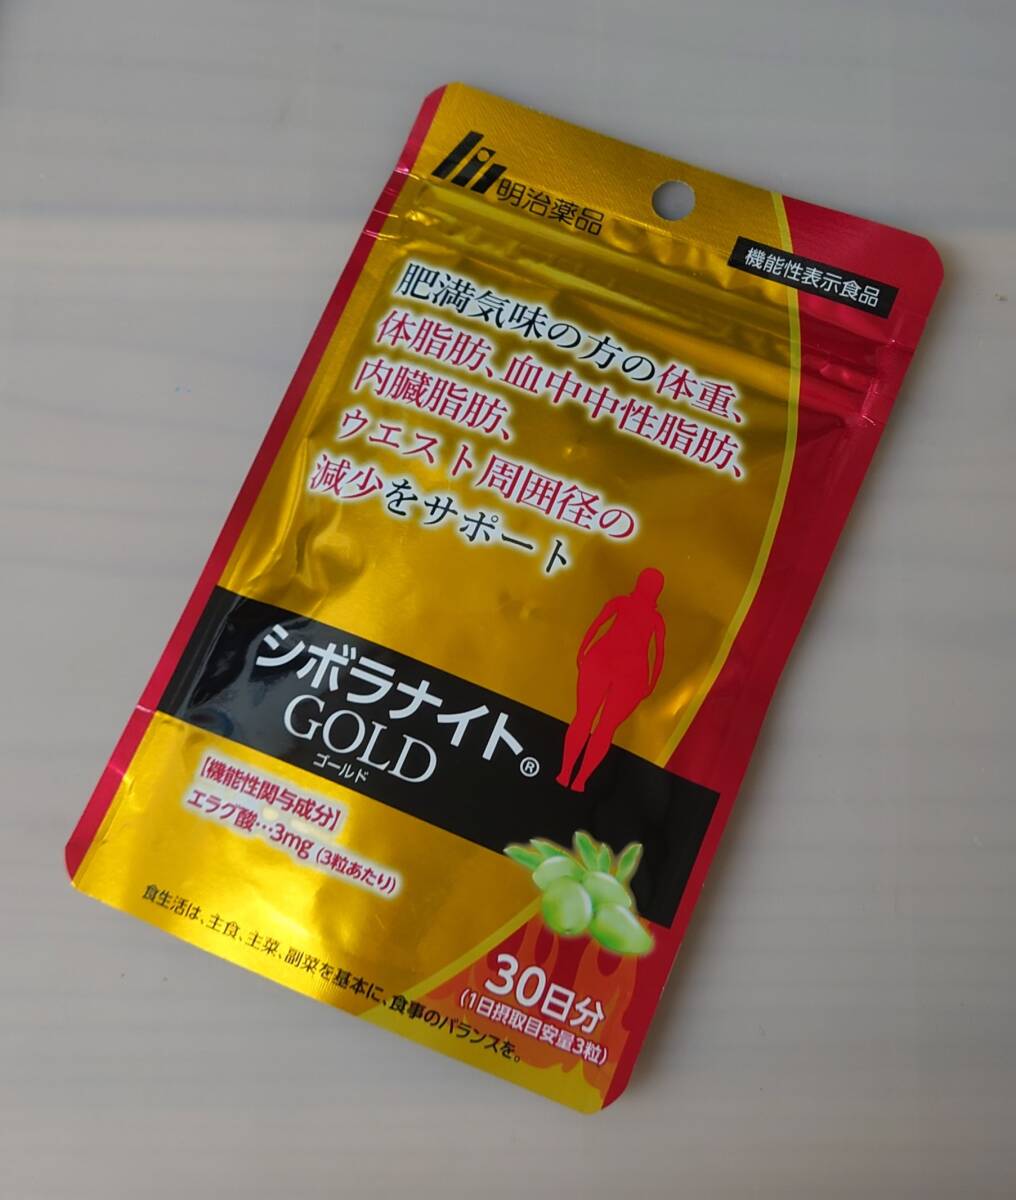 明治薬品
機能性表示食品
肥満気味の方の体重、
体脂肪、血中中性脂肪、
内臓脂肪、
ウエスト周囲径の
減少をサポート
シボラナイト®
GOLD
ゴールド
【機能性関与成分】
エラグ酸…3mg (3粒あたり)
食生活は、主食、主菜、副菜を基本に、食事のバランスを。
30日分
(1日摂取目安量3粒)